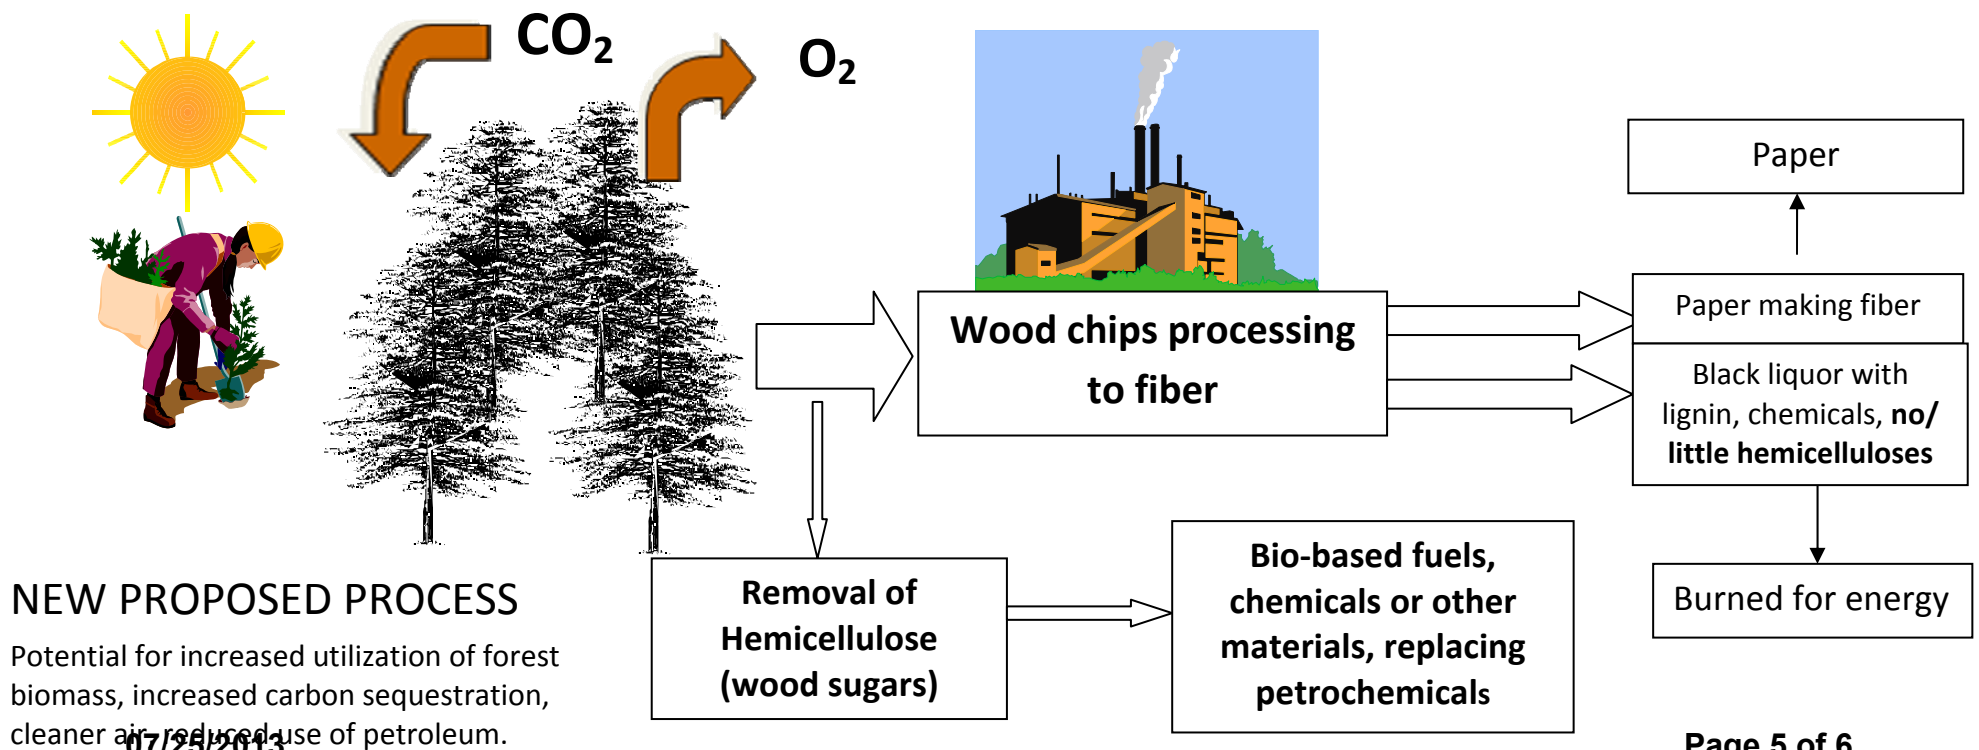 CO2
O2
Paper
Wood chips processing
to fiber
Paper making fiber
Black liquor with
lignin, chemicals, no/
little hemicelluloses
Burned for energy
Removal of
Hemicellulose
(wood sugars)
Bio-based fuels,
chemicals or other
materials, replacing
petrochemicals
NEW PROPOSED PROCESS
Potential for increased utilization of forest
biomass, increased carbon sequestration,
cleaner air, reduced use of petroleum.
07/25/2013
Page 5 of 6